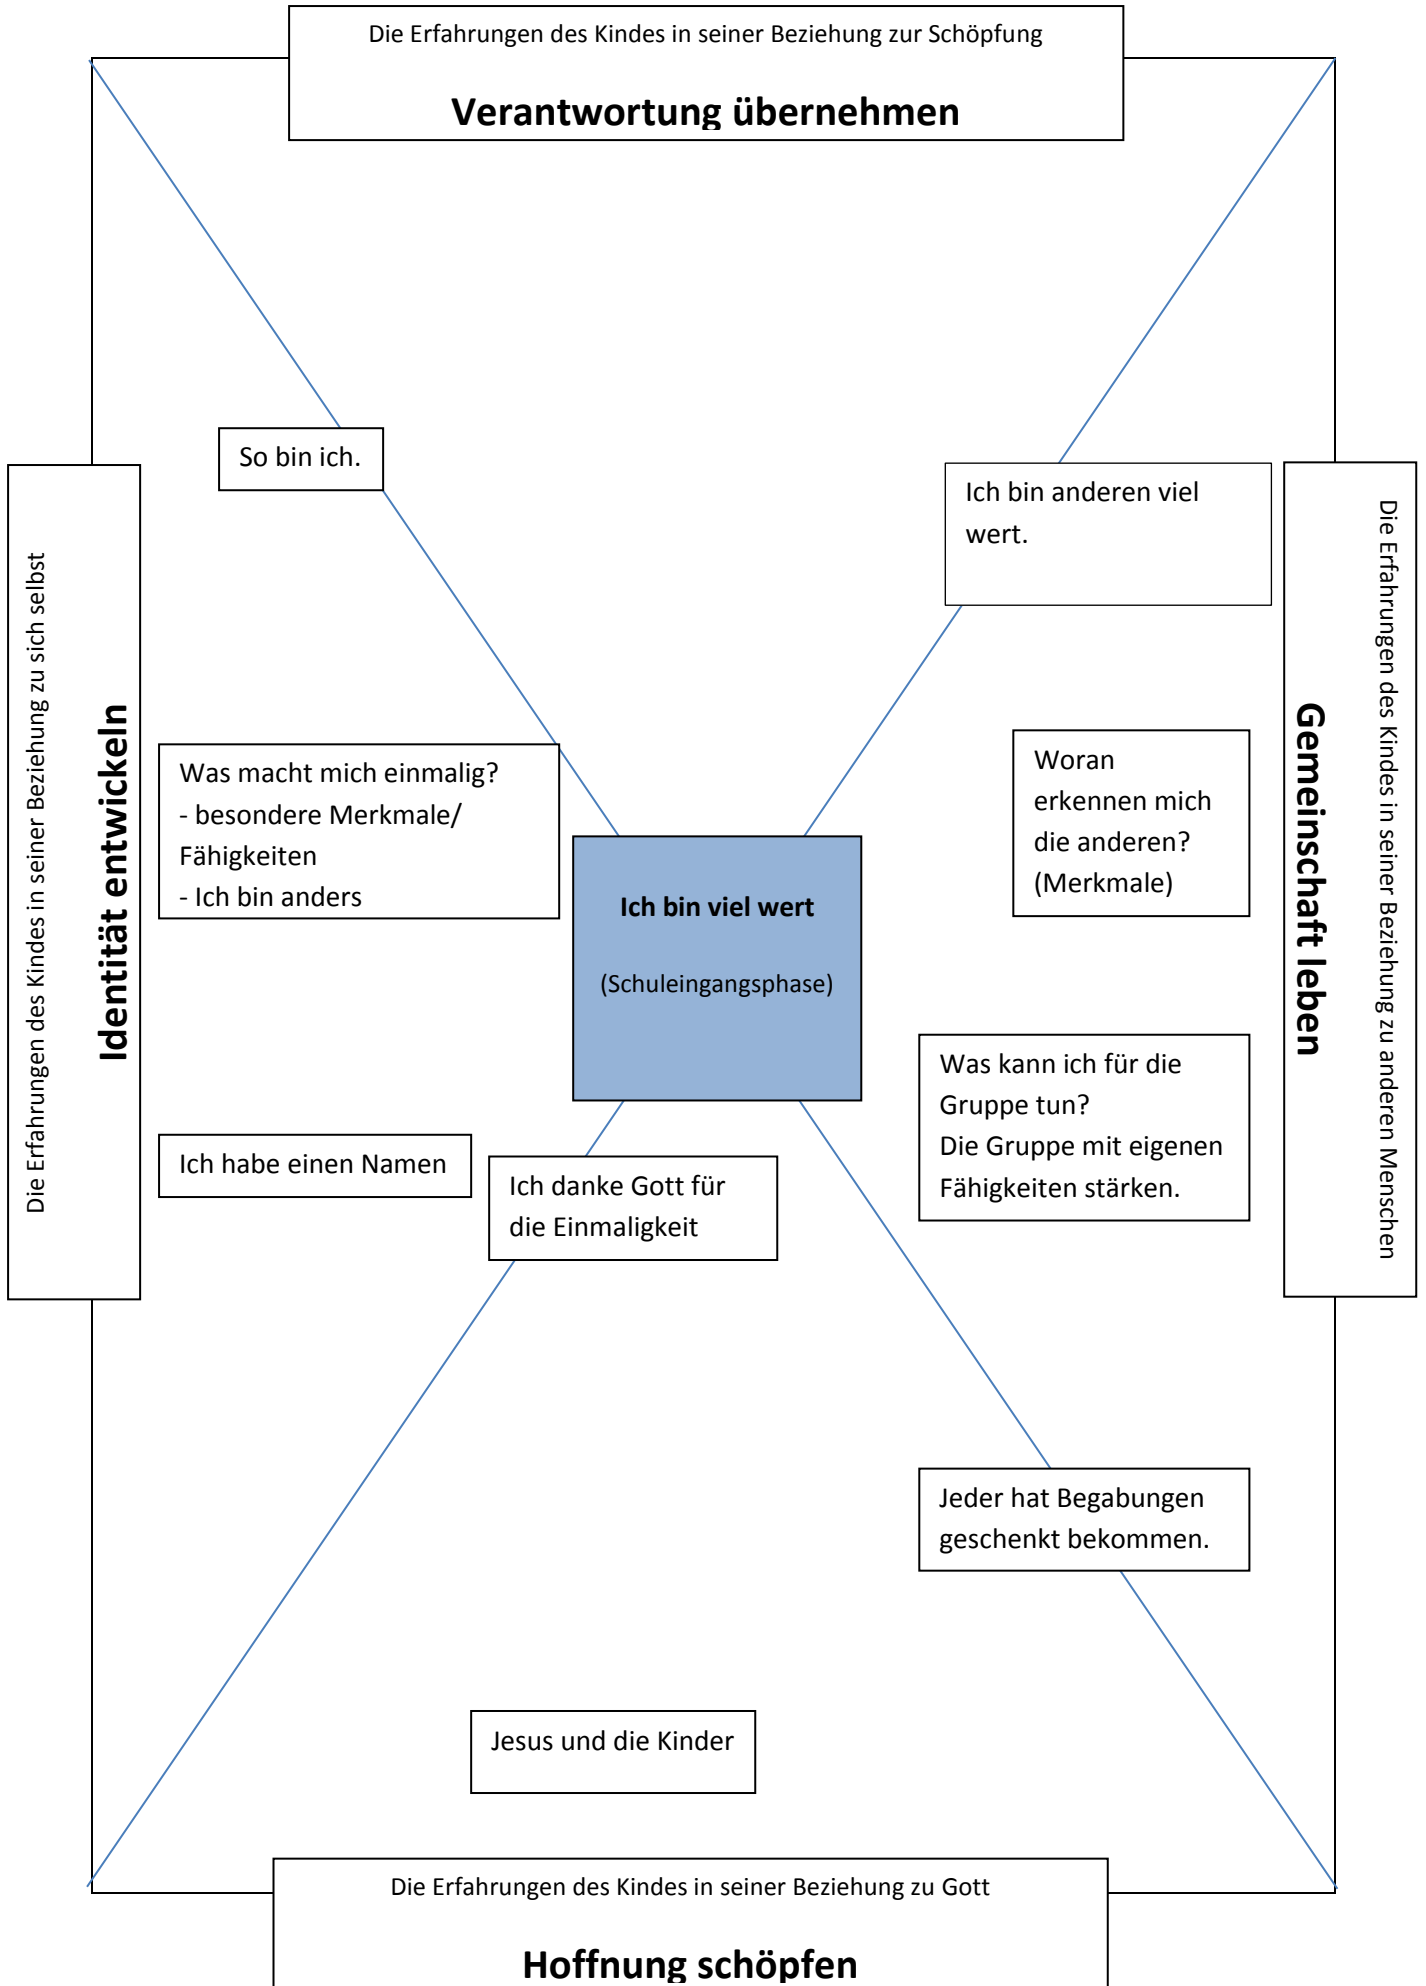 Die Erfahrungen des Kindes in seiner Beziehung zur Schöpfung
Verantwortung übernehmen
So bin ich.
Ich bin anderen viel
wert.
Die Erfahrungen des Kindes in seiner Beziehung zu sich selbst
Identität entwickeln
Was macht mich einmalig?
- besondere Merkmale/
Fähigkeiten
- Ich bin anders
Ich bin viel wert
(Schuleingangsphase)
Woran
erkennen mich
die anderen?
(Merkmale)
Gemeinschaft leben
Die Erfahrungen des Kindes in seiner Beziehung zu anderen Menschen
Was kann ich für die
Gruppe tun?
Die Gruppe mit eigenen
Fähigkeiten stärken.
Ich habe einen Namen
Ich danke Gott für
die Einmaligkeit
Jeder hat Begabungen
geschenkt bekommen.
Jesus und die Kinder
Die Erfahrungen des Kindes in seiner Beziehung zu Gott
Hoffnung schöpfen